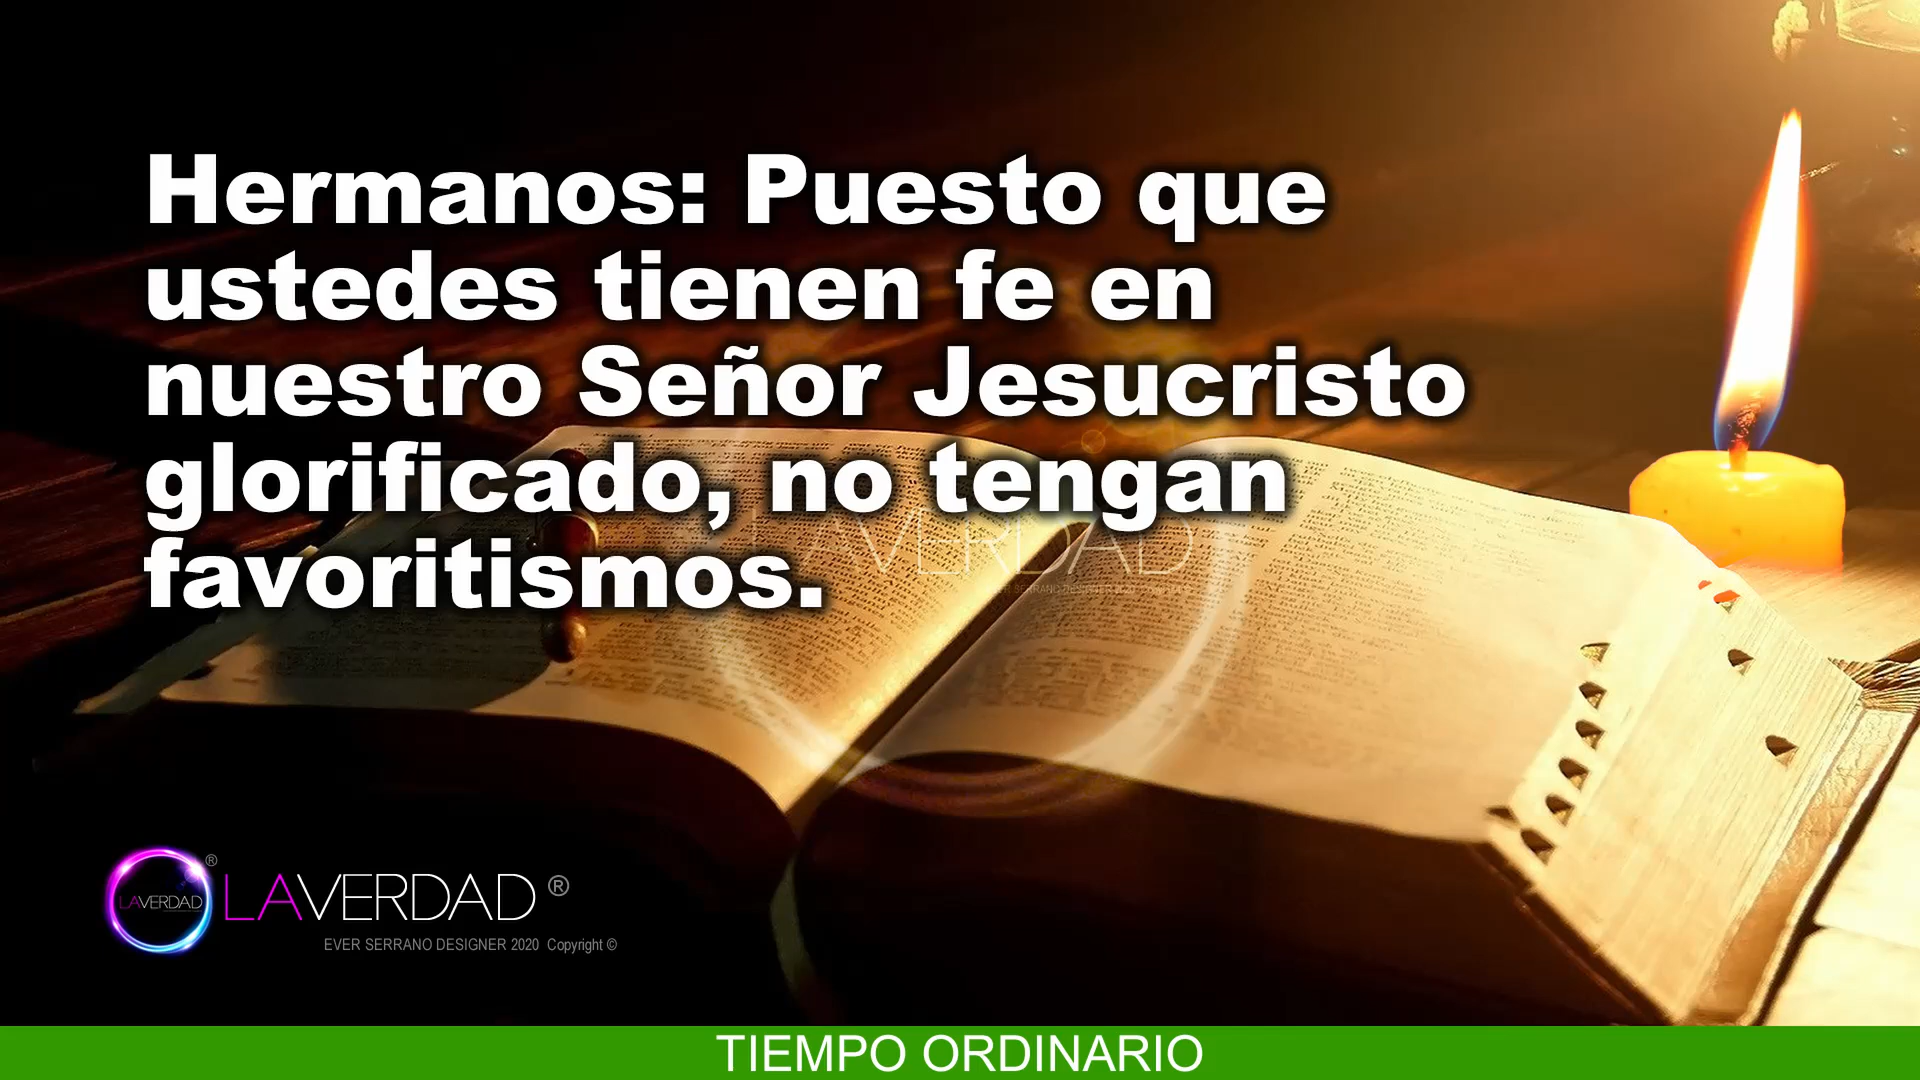 Hermanos: Puesto que
ustedes tienen fe en
nuestro Señor Jesucristo
glorificado, no tengan
favoritismos.
LAVERDAD
LAVERDAD ®
LAVERDAD ®
EVER SERRANO DESIGNER 2020 Copyright ©
TIEMPO ORDINARIO